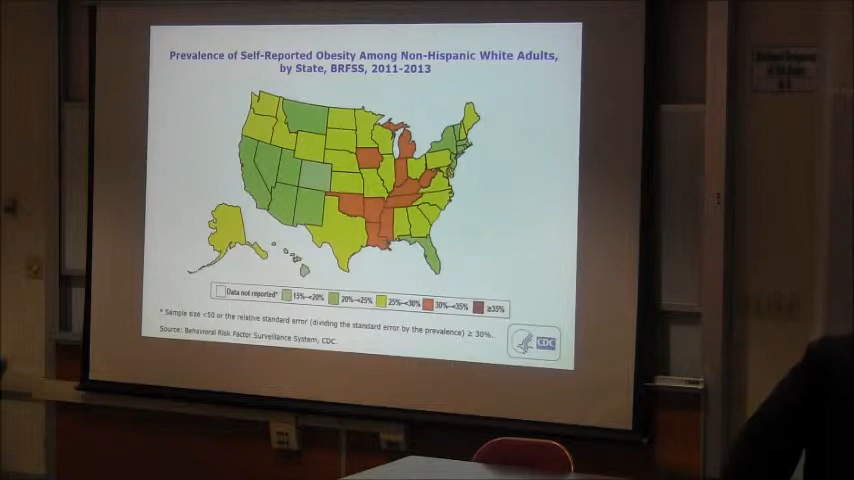 Prevalence of Self-Reported Obesity Among Non-Hispanic White Adults,
by State, BRFSS, 2011-2013
Data not reported* 15%-<20% 20%-<25% 25%-<30% 30%-<35% ≥35%
* Sample size <50 or the relative standard error (dividing the standard error by the prevalence) ≥ 30%.
Source: Behavioral Risk Factor Surveillance System, CDC.
CDC